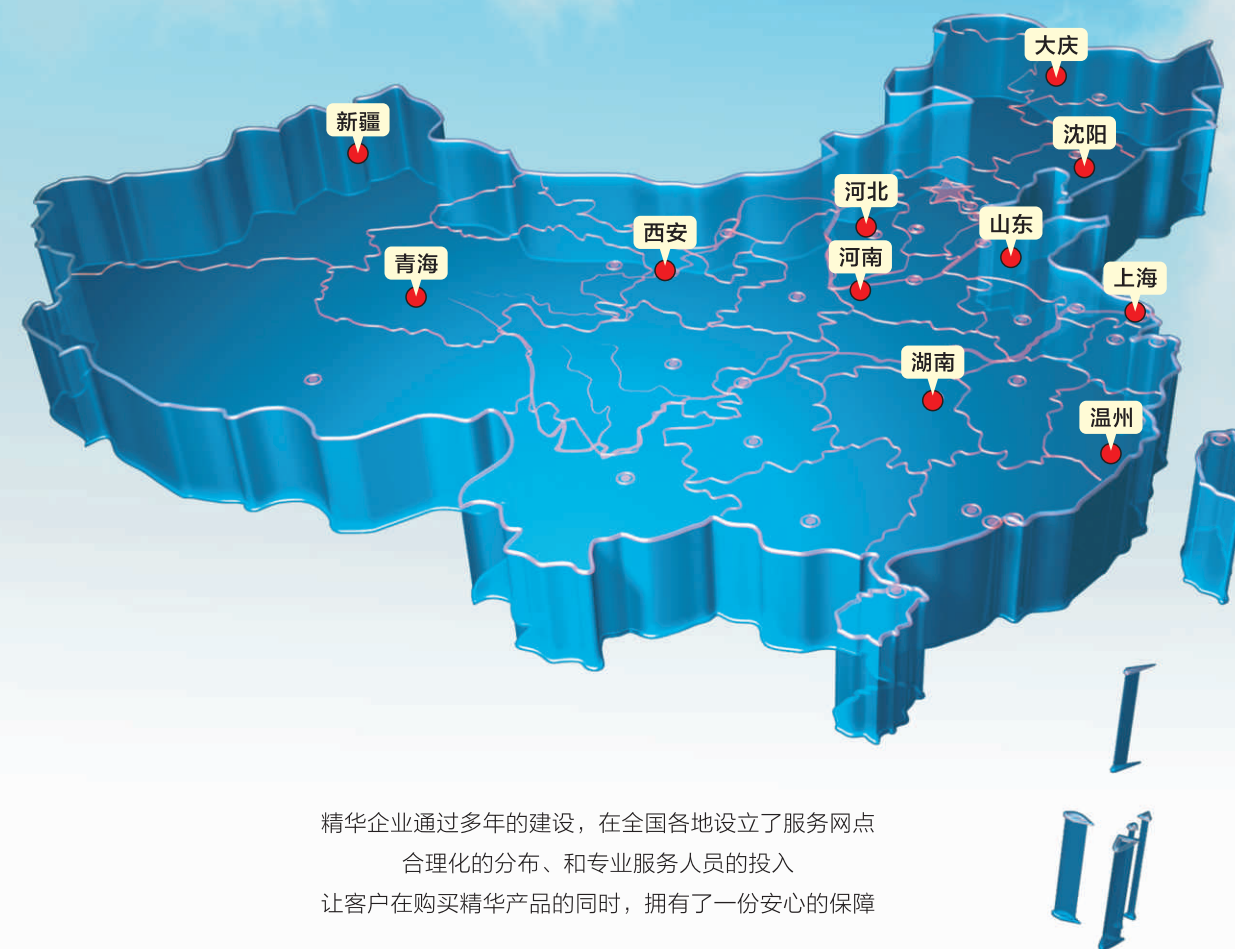 大庆
新疆
沈阳
河北
山东
西安
河南
青海
上海
湖南
温州
精华企业通过多年的建设，在全国各地设立了服务网点
合理化的分布、和专业服务人员的投入
让客户在购买精华产品的同时，拥有了一份安心的保障